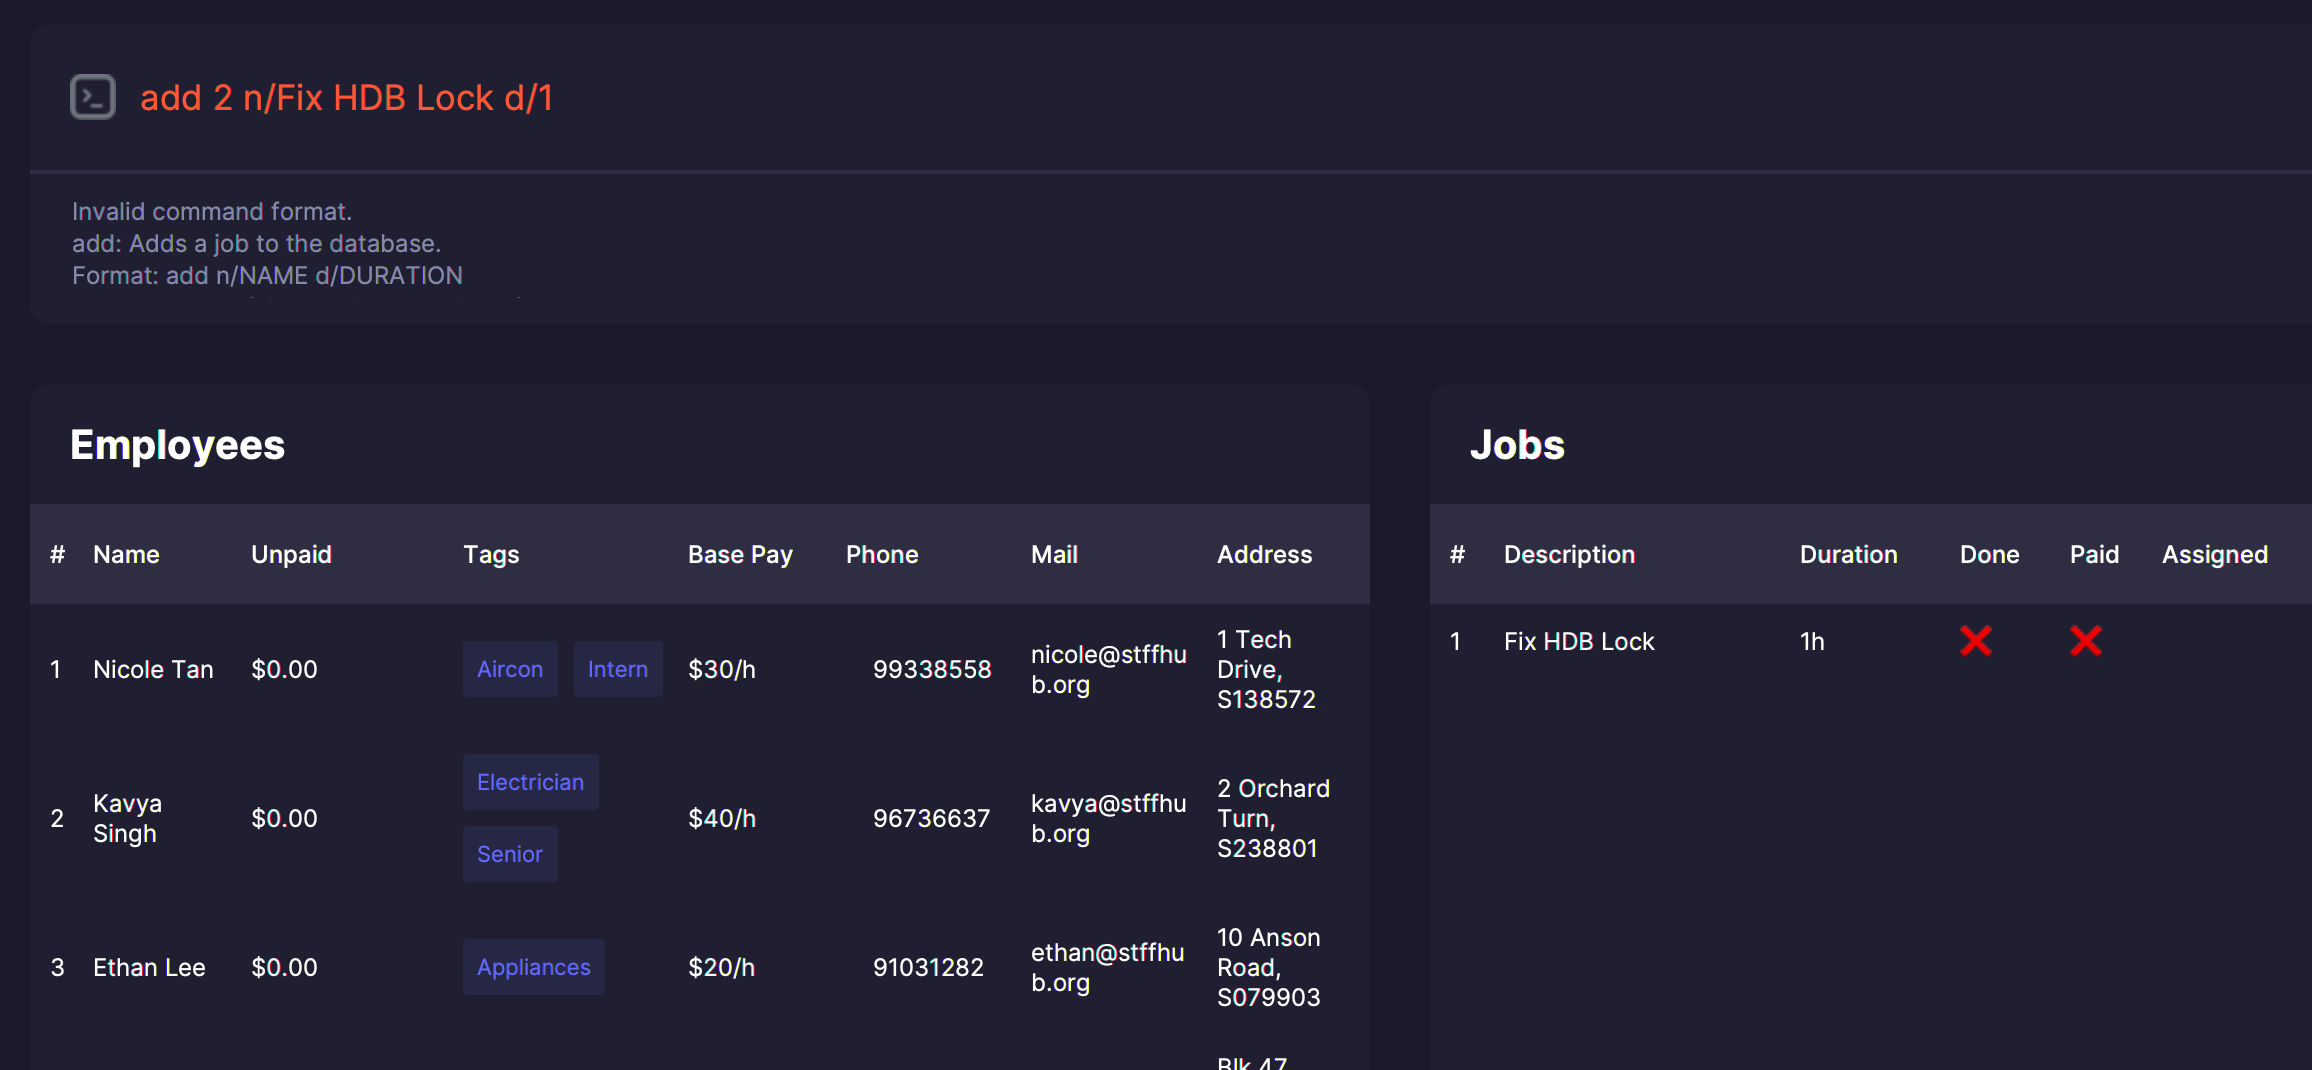 add 2 n/Fix HDB Lock d/1
Invalid command format.
add: Adds a job to the database.
Format: add n/NAME d/DURATION
Employees
# Name Unpaid Tags Base Pay Phone Mail Address
1 Nicole Tan $0.00 Aircon Intern $30/h 99338558 nicole@stffhu
b.org 1 Tech
Drive,
S138572
2 Kavya
Singh $0.00 Electrician
Senior $40/h 96736637 kavya@stffhu
b.org 2 Orchard
Turn,
S238801
3 Ethan Lee $0.00 Appliances $20/h 91031282 ethan@stffhu
b.org 10 Anson
Road,
S079903
Blk 47
Jobs
# Description Duration Done Paid Assigned
1 Fix HDB Lock 1h ❌ ❌